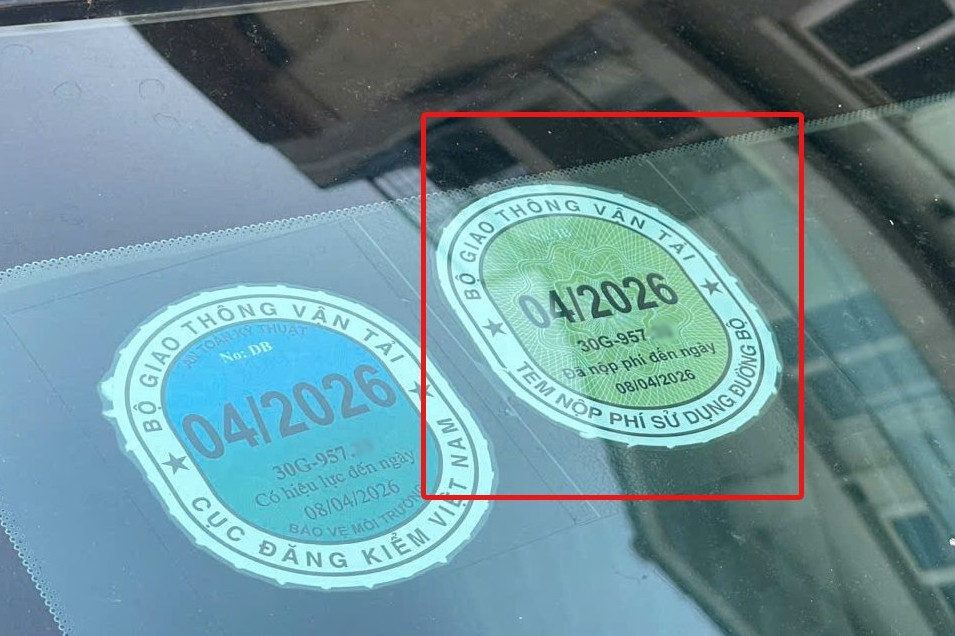 BỘ GIAO THÔNG VẬN TẢI
AN TOÀN KỸ THUẬT
No: DB
04/2026
30G-957.
Có hiệu lực đến ngày
08/04/2026
BẢO VỆ MÔI TRƯỜNG
CỤC ĐĂNG KIỂM VIỆT NAM
BỘ GIAO THÔNG VẬN TẢI
04/2026
30G-957
Đã nộp phí đến ngày
08/04/2026
TEM NỘP PHÍ SỬ DỤNG ĐƯỜNG BỘ